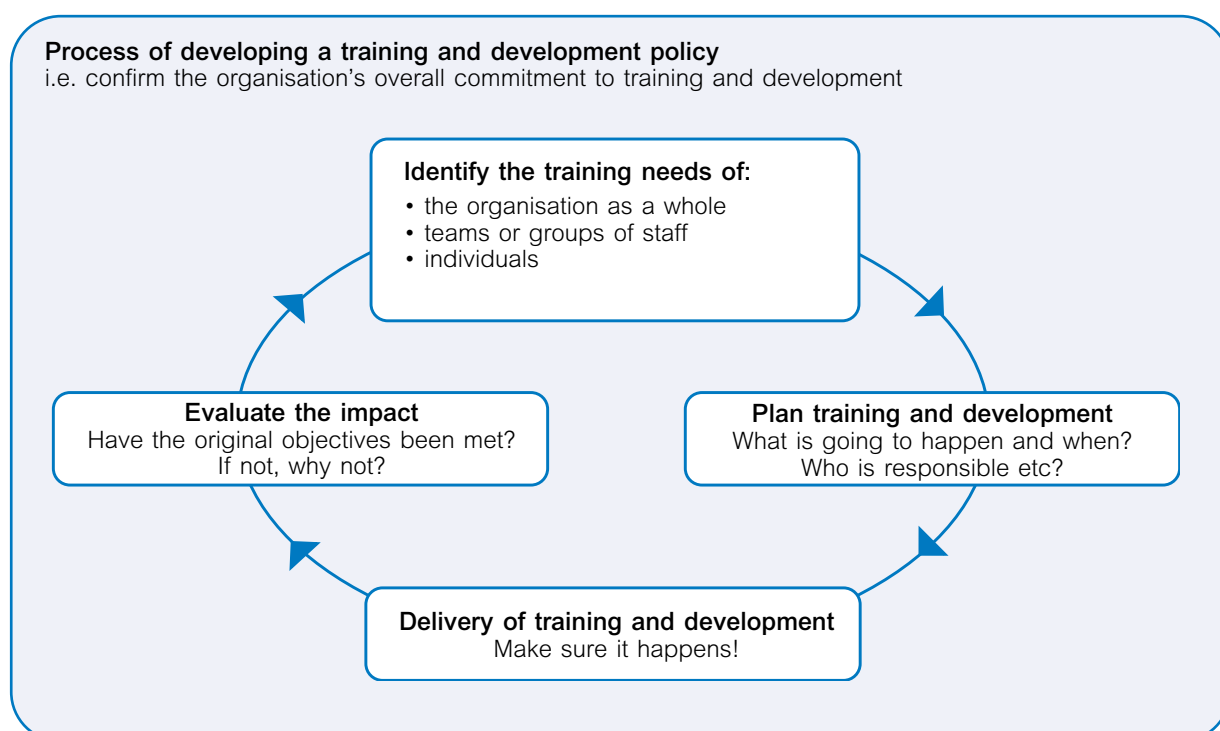 Process of developing a training and development policy
i.e. confirm the organisation's overall commitment to training and development
Identify the training needs of:
• the organisation as a whole
• teams or groups of staff
• individuals
Evaluate the impact
Have the original objectives been met?
If not, why not?
Plan training and development
What is going to happen and when?
Who is responsible etc?
Delivery of training and development
Make sure it happens!